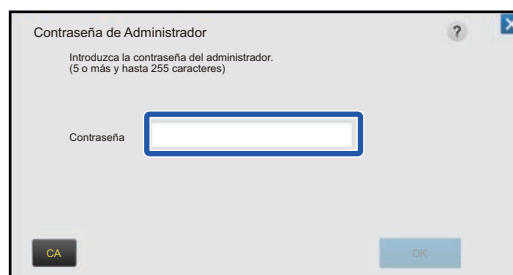 Contraseña de Administrador
?
Introduzca la contraseña del administrador.
(5 o más y hasta 255 caracteres)
Contraseña
CA
OK